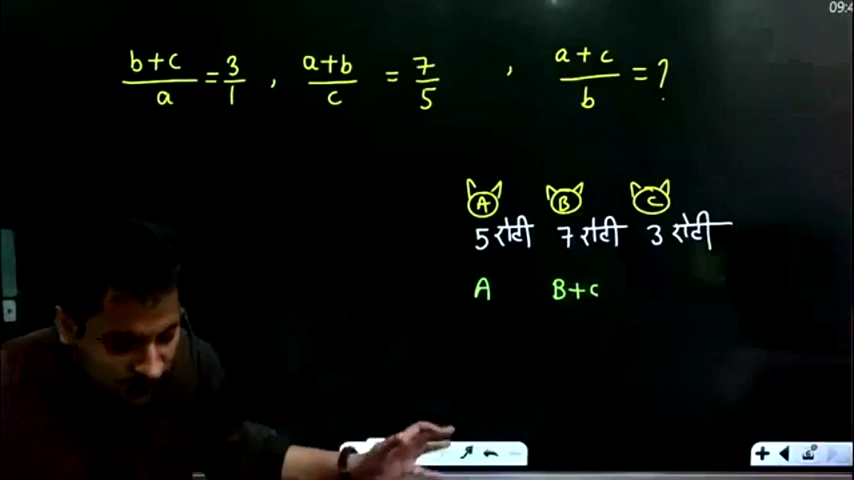 09:4
b+c/a = 3/1 , a+b/c = 7/5 , a+c/b = ?
A B C
5 रोटी 7 रोटी 3 रोटी
A B+c